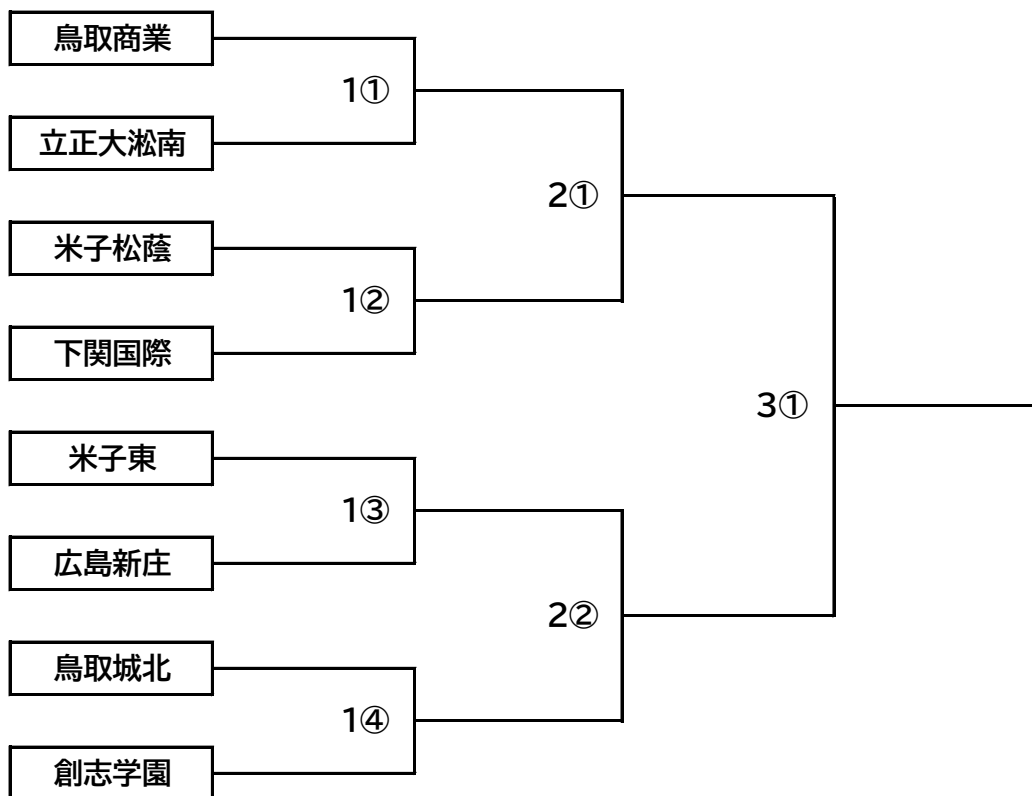 鳥取商業
1①
立正大淞南
2①
米子松蔭
1②
下関国際
3①
米子東
1③
広島新庄
2②
鳥取城北
1④
創志学園